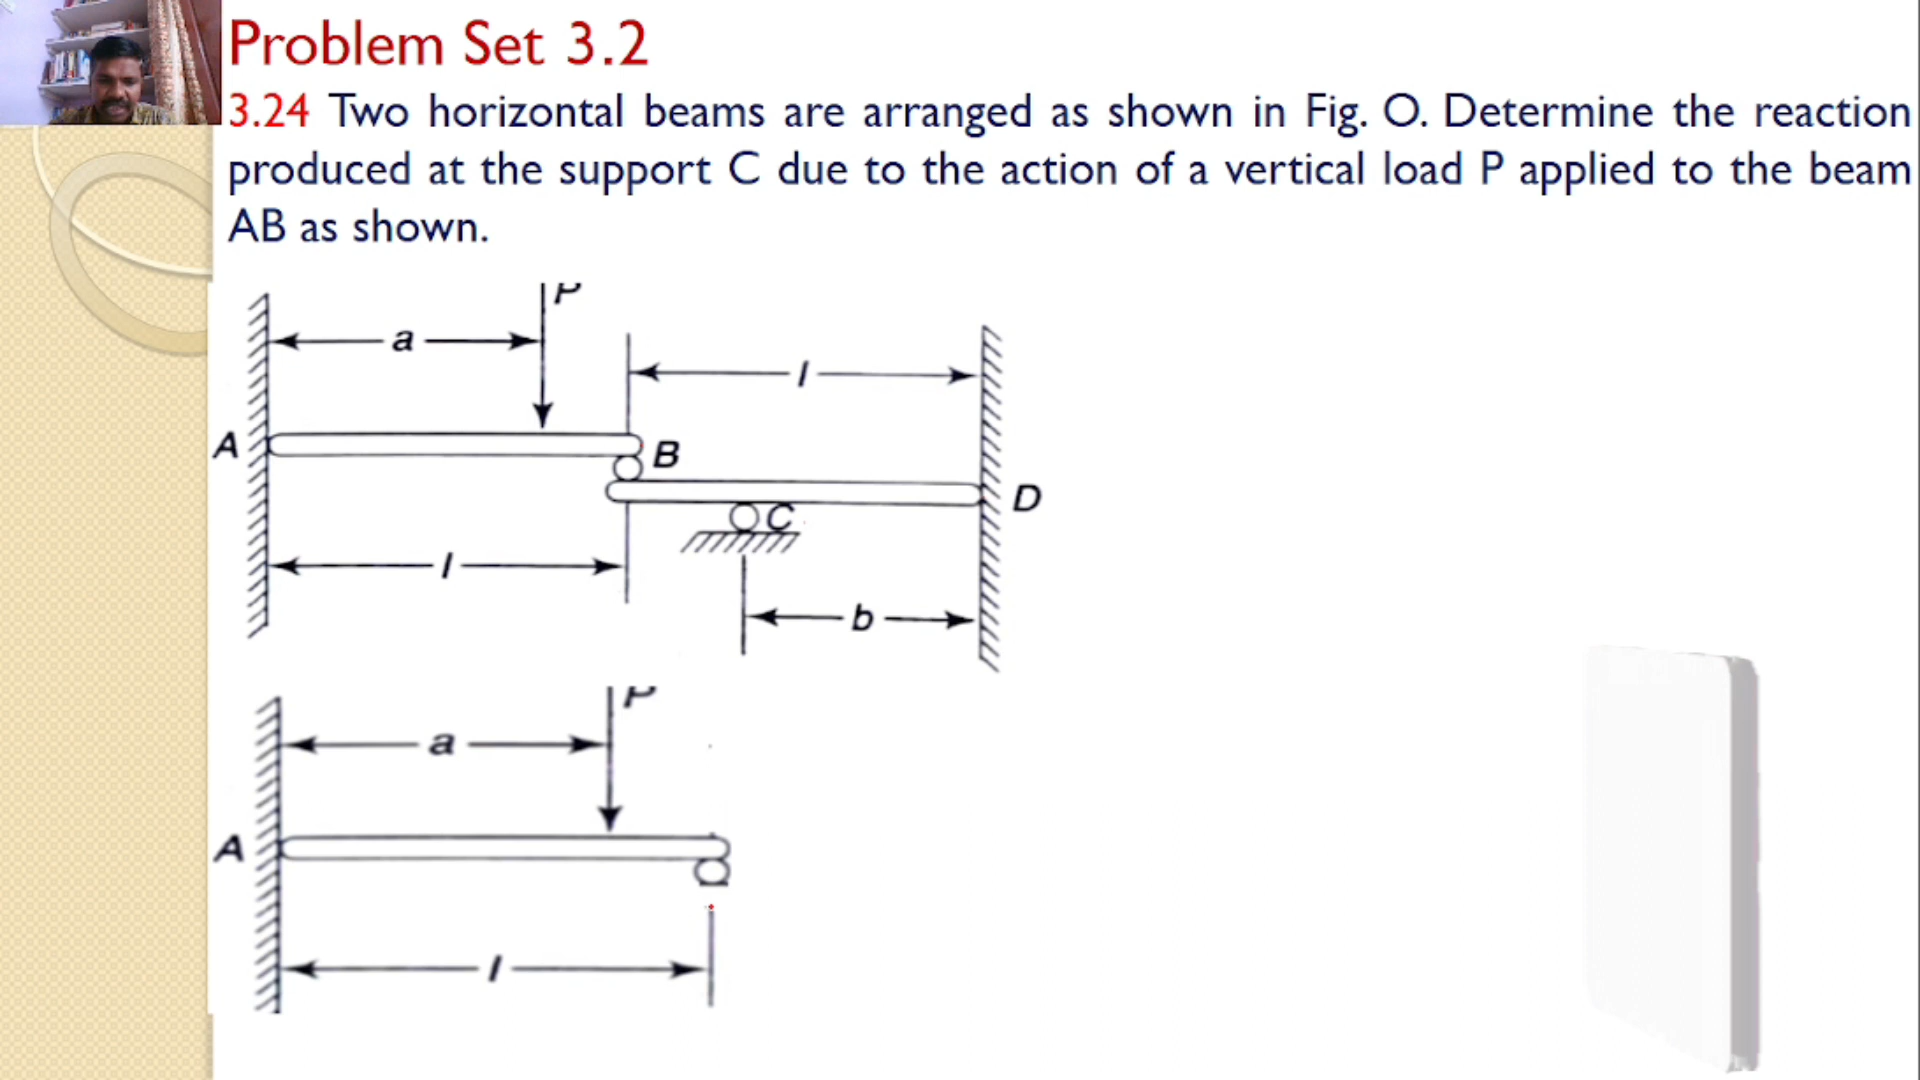 Problem Set 3.2
3.24 Two horizontal beams are arranged as shown in Fig. O. Determine the reaction
produced at the support C due to the action of a vertical load P applied to the beam
AB as shown.
P
a
l
A
B
C
D
l
b
P
a
A
l